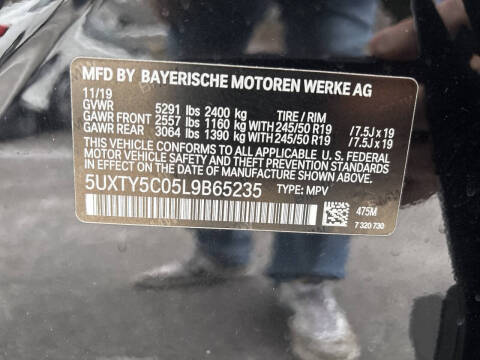 MFD BY BAYERISCHE MOTOREN WERKE AG
11/19
GVWR 5291 lbs 2400 kg TIRE / RIM
GAWR FRONT 2557 lbs 1160 kg WITH 245/50 R19 /7.5J x 19
GAWR REAR 3064 lbs 1390 kg WITH 245/50 R19 /7.5J x 19
THIS VEHICLE CONFORMS TO ALL APPLICABLE U. S. FEDERAL
MOTOR VEHICLE SAFETY, BUMPER, AND THEFT PREVENTION STANDARDS
IN EFFECT ON THE DATE OF MANUFACTURE SHOWN ABOVE.
5UXTY5C05L9B65235 TYPE: MPV
475M
7 320 730